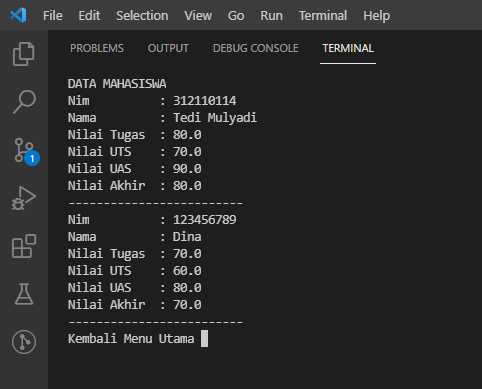 File Edit Selection View Go Run Terminal Help
PROBLEMS OUTPUT DEBUG CONSOLE TERMINAL
DATA MAHASISWA
Nim : 312110114
Nama : Tedi Mulyadi
Nilai Tugas : 80.0
Nilai UTS : 70.0
Nilai UAS : 90.0
Nilai Akhir : 80.0
-------------------------
Nim : 123456789
Nama : Dina
Nilai Tugas : 70.0
Nilai UTS : 60.0
Nilai UAS : 80.0
Nilai Akhir : 70.0
-------------------------
Kembali Menu Utama
1